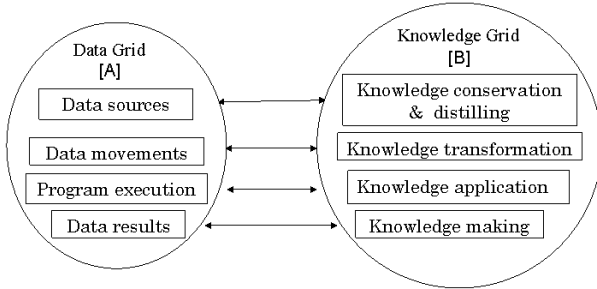 Data Grid
[A]
Data sources
Data movements
Program execution
Data results
Knowledge Grid
[B]
Knowledge conservation
& distilling
Knowledge transformation
Knowledge application
Knowledge making